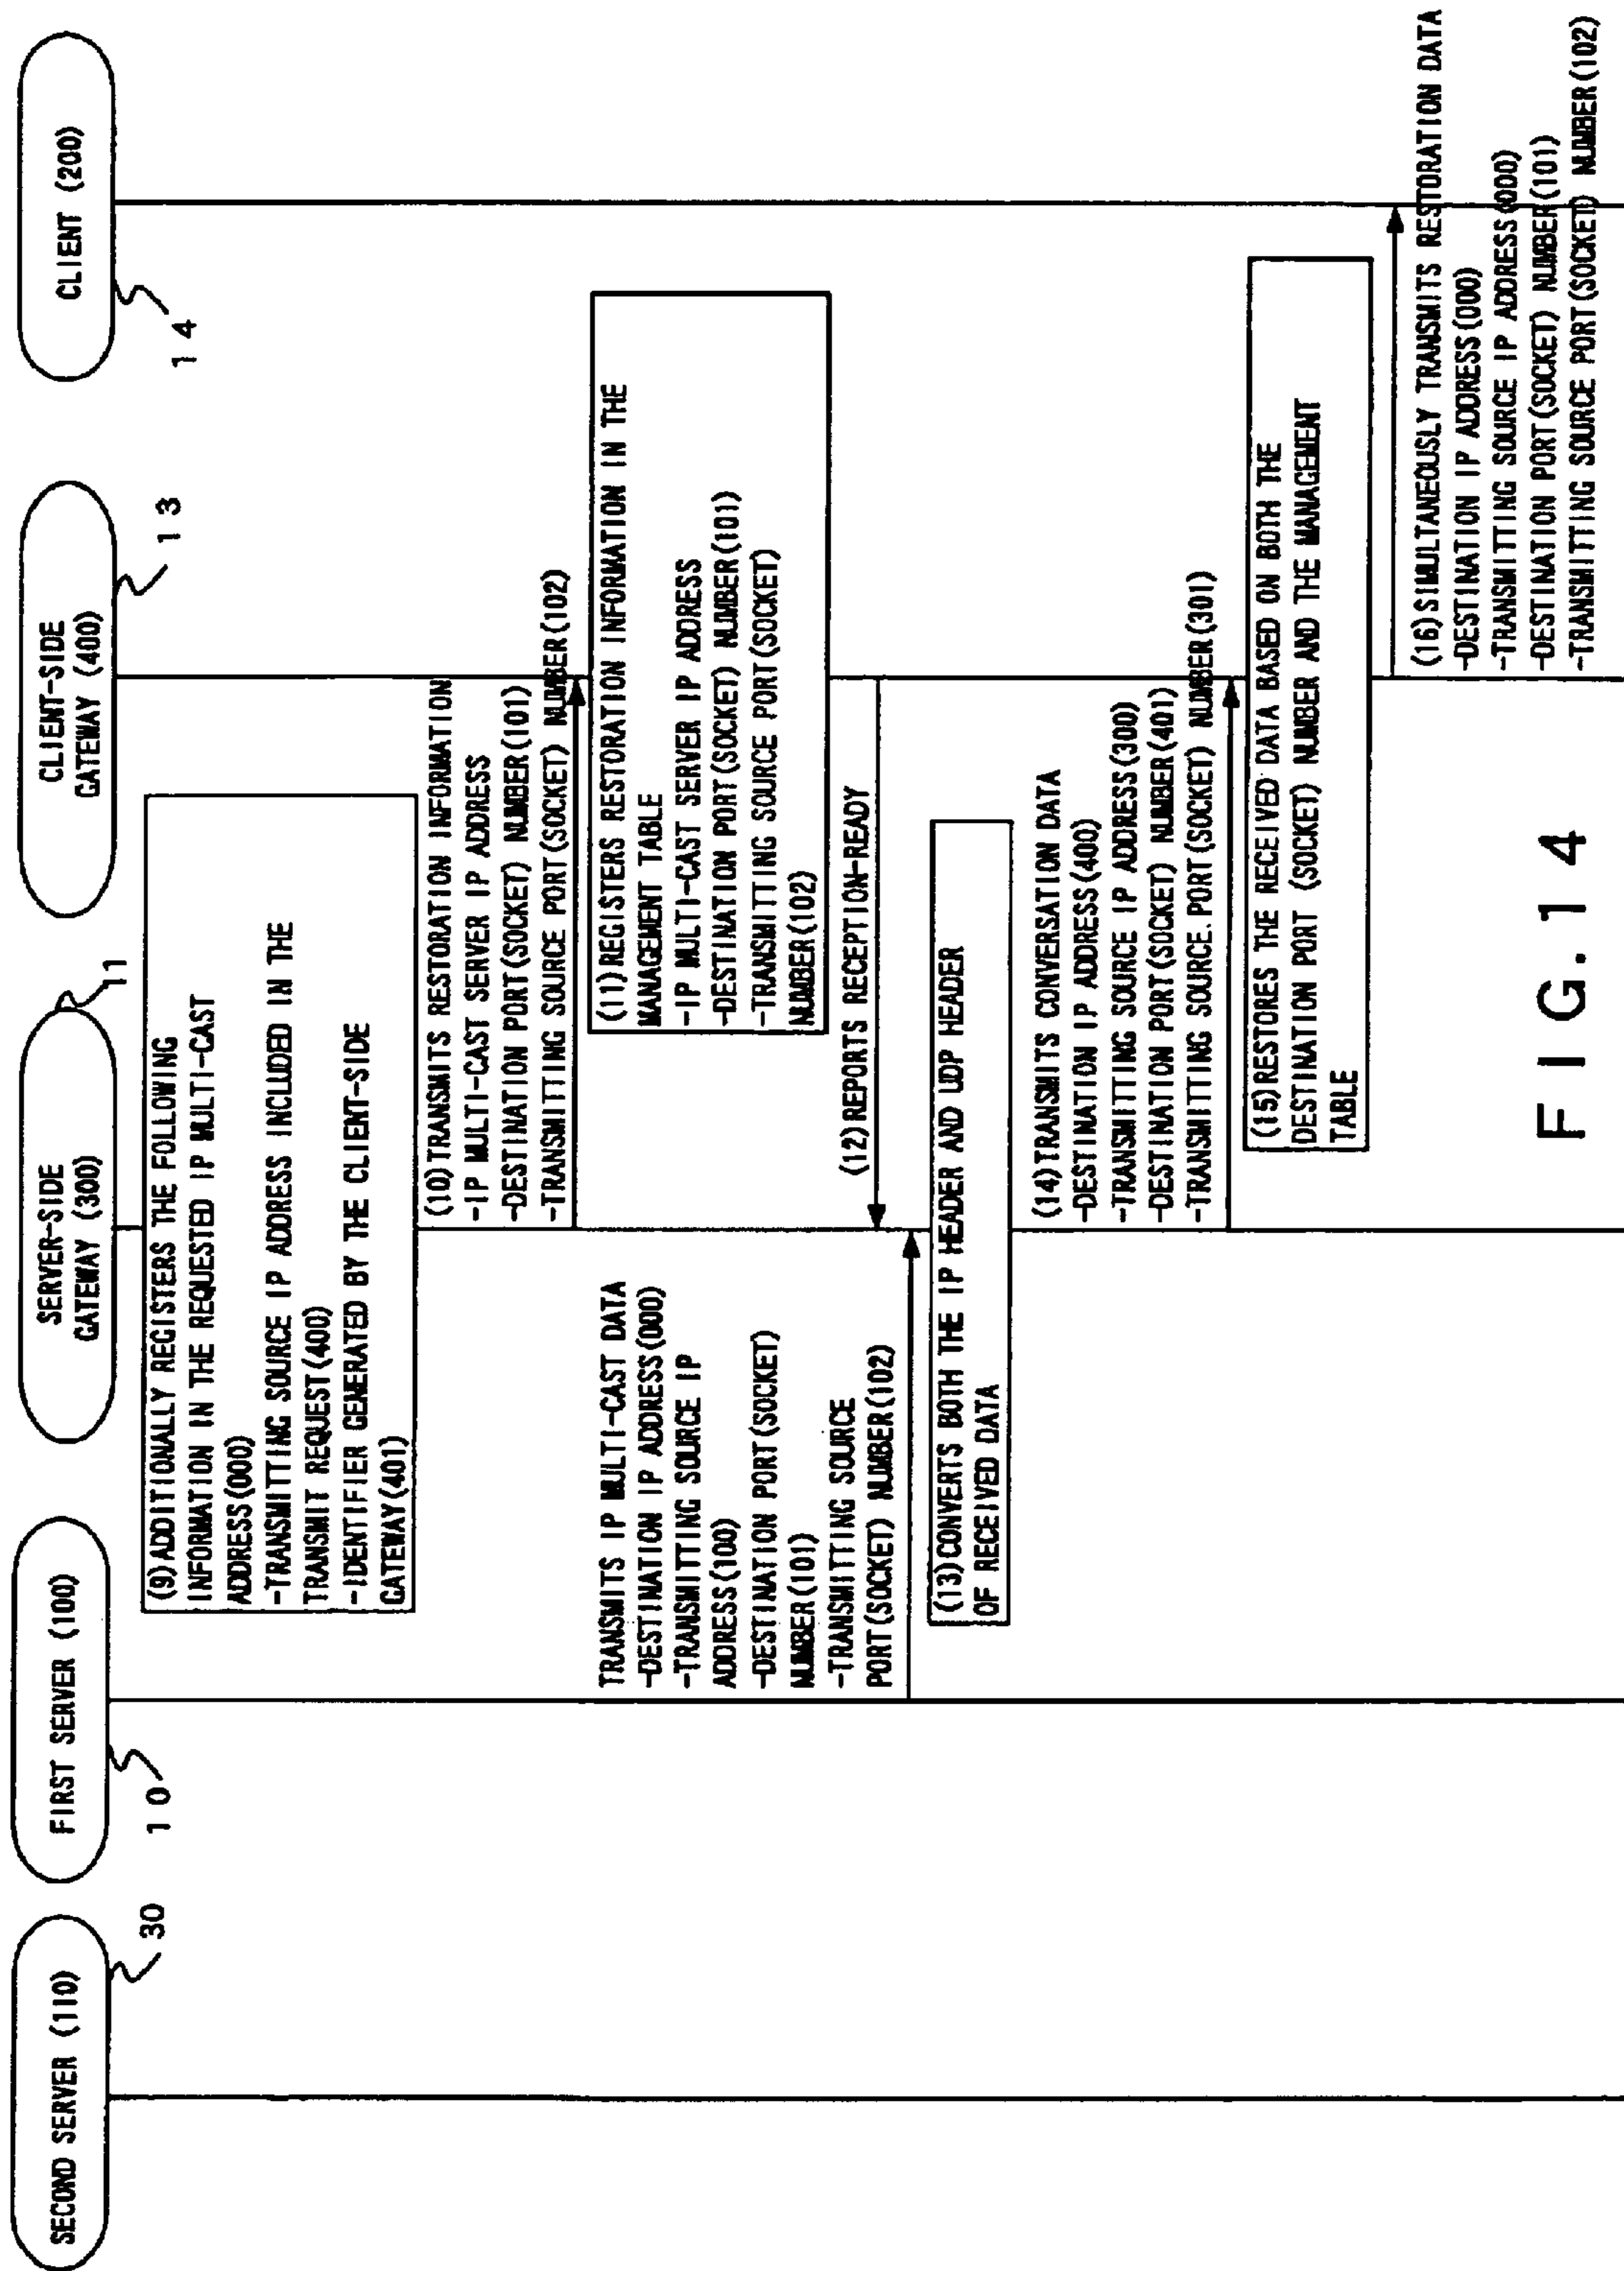 SECOND SERVER (110)
30
FIRST SERVER (100)
10
SERVER-SIDE
GATEWAY (300)
11
CLIENT-SIDE
GATEWAY (400)
13
CLIENT (200)
14
(9)ADDITIONALLY REGISTERS THE FOLLOWING
INFORMATION IN THE REQUESTED IP MULTI-CAST
ADDRESS(000)
-TRANSMITTING SOURCE IP ADDRESS INCLUDED IN THE
TRANSMIT REQUEST(400)
-IDENTIFIER GENERATED BY THE CLIENT-SIDE
GATEWAY(401)
(10)TRANSMITS RESTORATION INFORMATION
-IP MULTI-CAST SERVER IP ADDRESS
-DESTINATION PORT(SOCKET) NUMBER(101)
-TRANSMITTING SOURCE PORT(SOCKET) NUMBER(102)
(11)REGISTERS RESTORATION INFORMATION IN THE
MANAGEMENT TABLE
-IP MULTI-CAST SERVER IP ADDRESS
-DESTINATION PORT(SOCKET) NUMBER(101)
-TRANSMITTING SOURCE PORT(SOCKET)
NUMBER(102)
(12)REPORTS RECEPTION-READY
TRANSMITS IP MULTI-CAST DATA
-DESTINATION IP ADDRESS(000)
-TRANSMITTING SOURCE IP
ADDRESS(100)
-DESTINATION PORT(SOCKET)
NUMBER(101)
-TRANSMITTING SOURCE
PORT(SOCKET) NUMBER(102)
(13)CONVERTS BOTH THE IP HEADER AND UDP HEADER
OF RECEIVED DATA
(14)TRANSMITS CONVERSATION DATA
-DESTINATION IP ADDRESS(400)
-TRANSMITTING SOURCE IP ADDRESS(300)
-DESTINATION PORT(SOCKET) NUMBER(401)
-TRANSMITTING SOURCE.PORT(SOCKET) NUMBER(301)
(15)RESTORES THE RECEIVED DATA BASED ON BOTH THE
DESTINATION PORT (SOCKET) NUMBER AND THE MANAGEMENT
TABLE
(16)SIMULTANEOUSLY TRANSMITS RESTORATION DATA
-DESTINATION IP ADDRESS(000)
-TRANSMITTING SOURCE IP ADDRESS(000)
-DESTINATION PORT(SOCKET) NUMBER(101)
-TRANSMITTING SOURCE PORT(SOCKET) NUMBER(102)
FIG.14